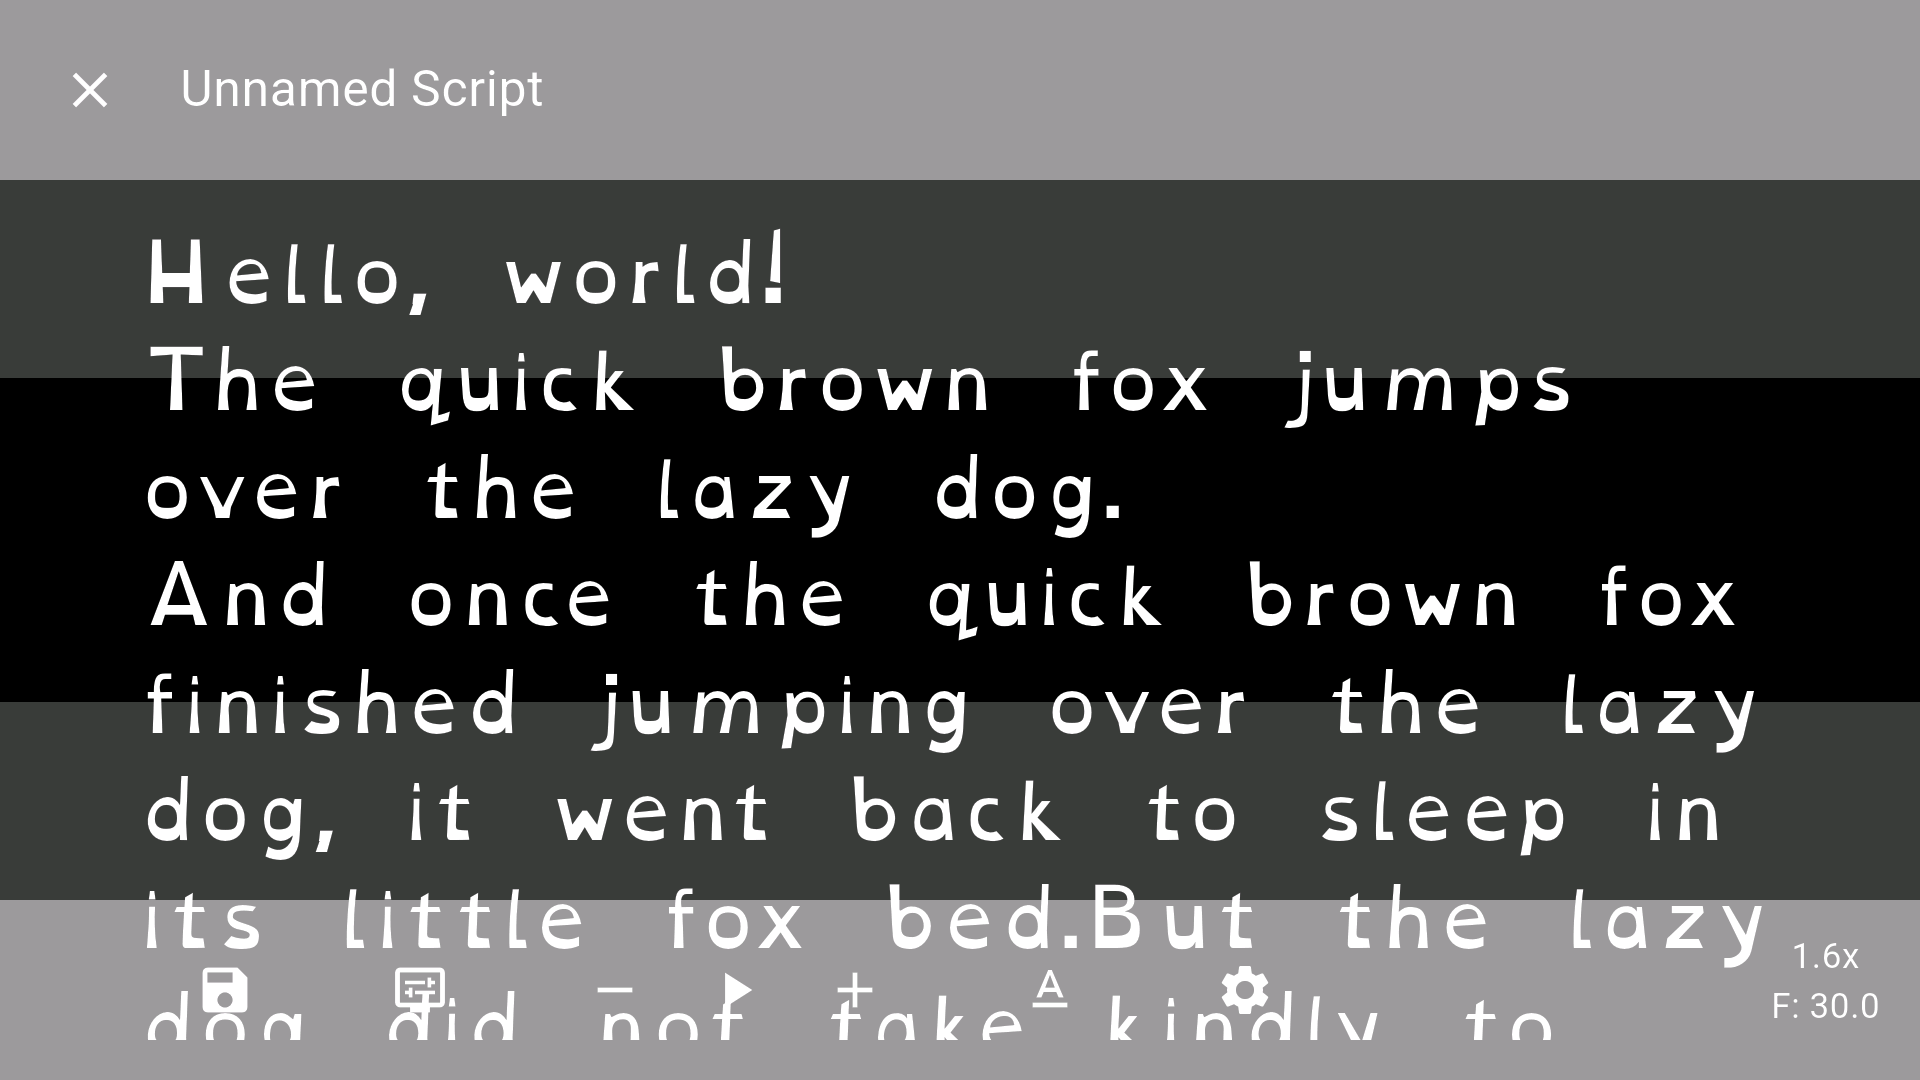 Unnamed Script
Hello, world!
The quick brown fox jumps
over the lazy dog.
And once the quick brown fox
finished jumping over the lazy
dog, it went back to sleep in
its little fox bed.But the lazy
dog did not take kindly to
1.6x
F: 30.0